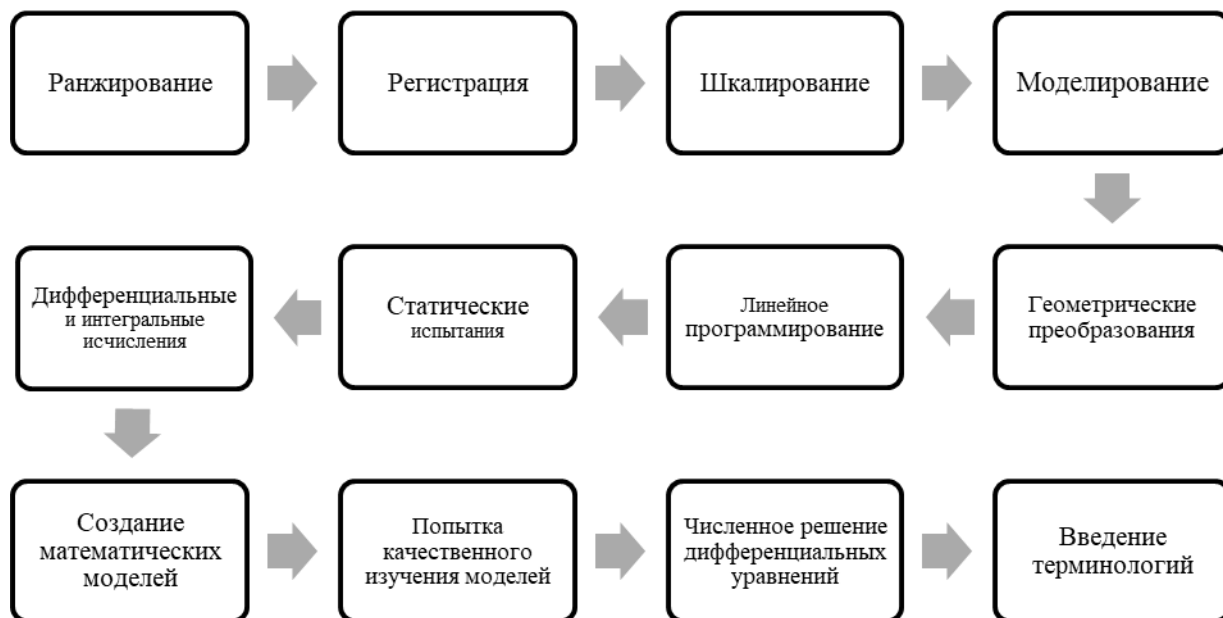 Ранжирование
Регистрация
Шкалирование
Моделирование
Геометрические
преобразования
Линейное
программирование
Статические
испытания
Дифференциальные
и интегральные
исчисления
Создание
математических
моделей
Попытка
качественного
изучения моделей
Численное решение
дифференциальных
уравнений
Введение
терминологий